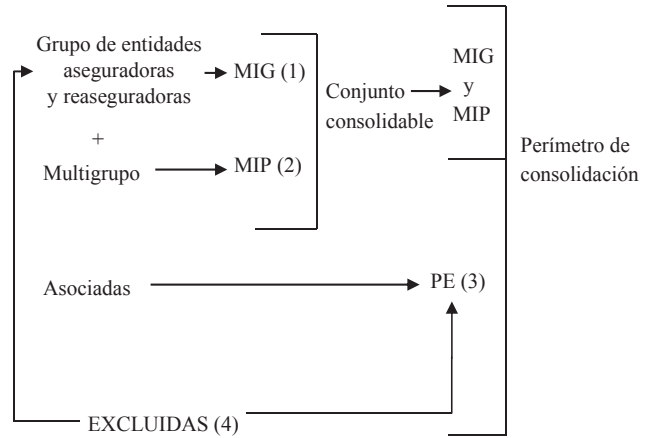 Grupo de entidades
aseguradoras
y reaseguradoras
MIG (1)
+
Multigrupo
MIP (2)
Conjunto
consolidable
MIG
y
MIP
Perímetro de
consolidación
Asociadas
PE (3)
EXCLUIDAS (4)